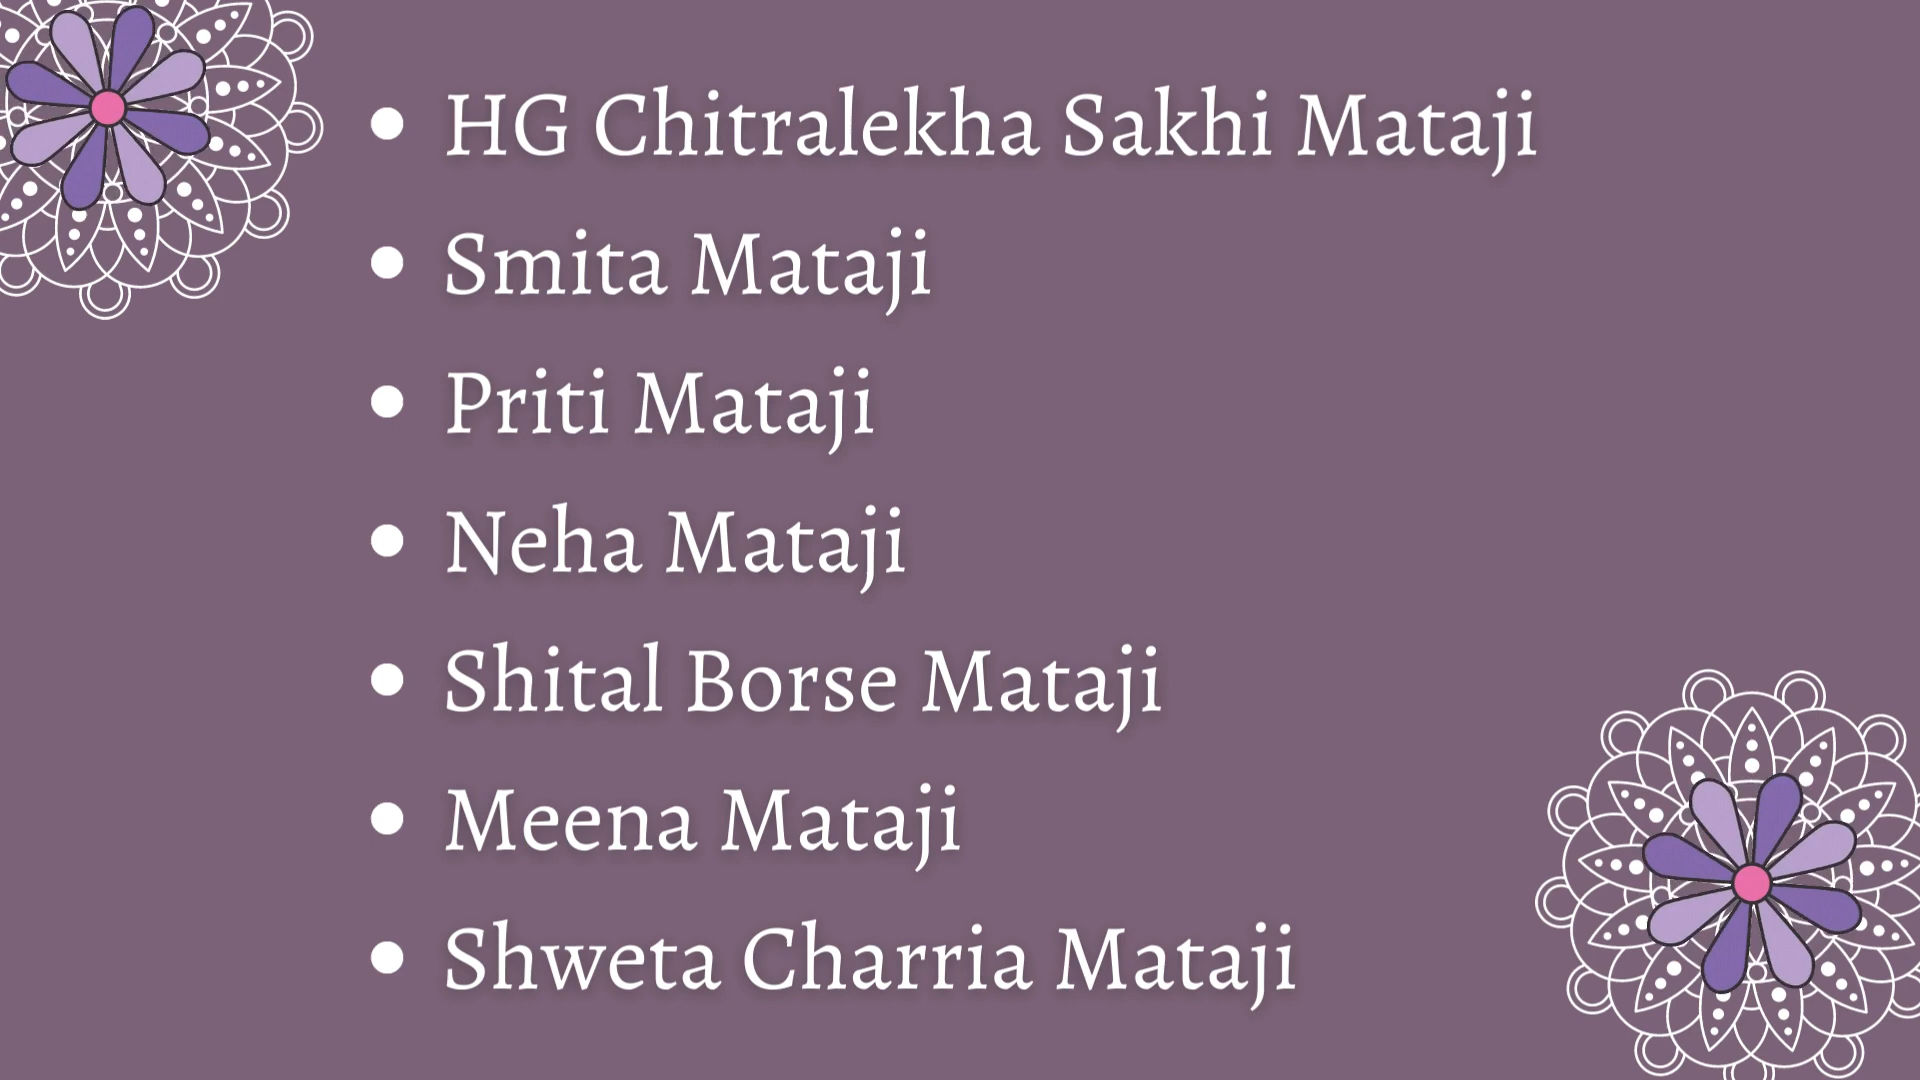 • HG Chitralekha Sakhi Mataji
• Smita Mataji
• Priti Mataji
• Neha Mataji
• Shital Borse Mataji
• Meena Mataji
• Shweta Charria Mataji